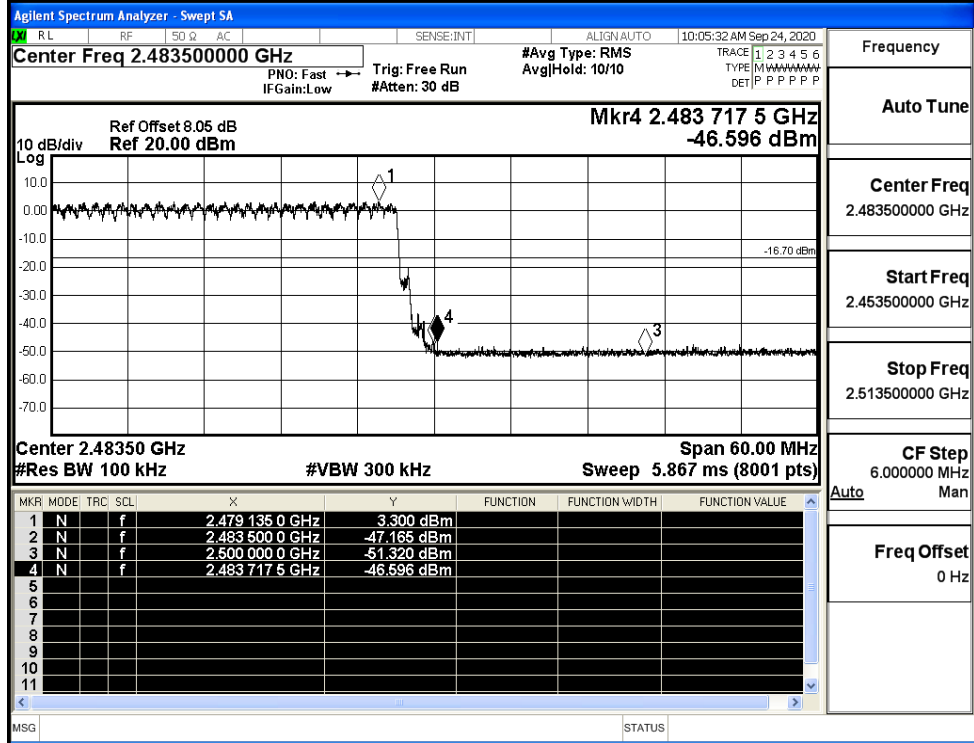 Agilent Spectrum Analyzer - Swept SA
LXI RL RF 50 Ω AC SENSE:INT ALIGN AUTO 10:05:32 AM Sep 24, 2020
Center Freq 2.483500000 GHz #Avg Type: RMS TRACE 1 2 3 4 5 6
PNO: Fast Trig: Free Run Avg|Hold: 10/10 TYPE M WWWWW
IFGain:Low #Atten: 30 dB DET P P P P P P
Mkr4 2.483 717 5 GHz
-46.596 dBm
Ref Offset 8.05 dB
10 dB/div Ref 20.00 dBm
Log
10.0
0.00
-10.0
-20.0
-30.0
-40.0
-50.0
-60.0
-70.0
1
-16.70 dBm
4
3
Center 2.48350 GHz Span 60.00 MHz
#Res BW 100 kHz #VBW 300 kHz Sweep 5.867 ms (8001 pts)
MKR MODE TRC SCL X Y FUNCTION FUNCTION WIDTH FUNCTION VALUE
1 N f 2.479 135 0 GHz 3.300 dBm
2 N f 2.483 500 0 GHz -47.165 dBm
3 N f 2.500 000 0 GHz -51.320 dBm
4 N f 2.483 717 5 GHz -46.596 dBm
5
6
7
8
9
10
11
MSG STATUS
Frequency
Auto Tune
Center Freq
2.483500000 GHz
Start Freq
2.453500000 GHz
Stop Freq
2.513500000 GHz
CF Step
6.000000 MHz
Auto Man
Freq Offset
0 Hz